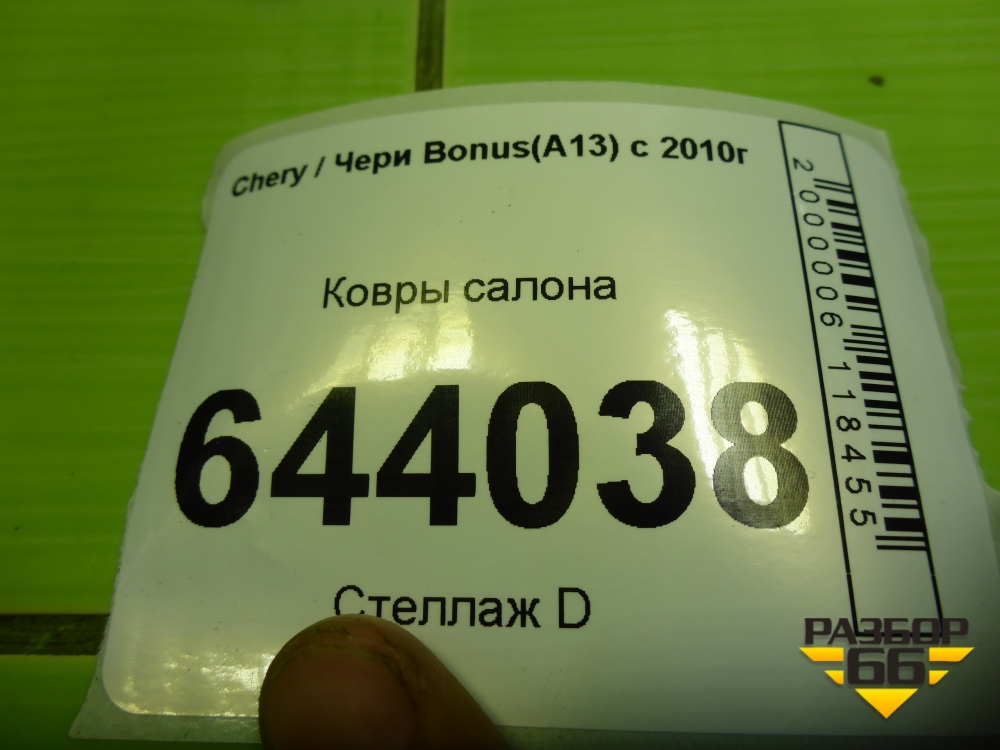 Chery / Чери Bonus(A13) с 2010г
Ковры салона
644038
Стеллаж D
2000006118455
РАЗБОР
66